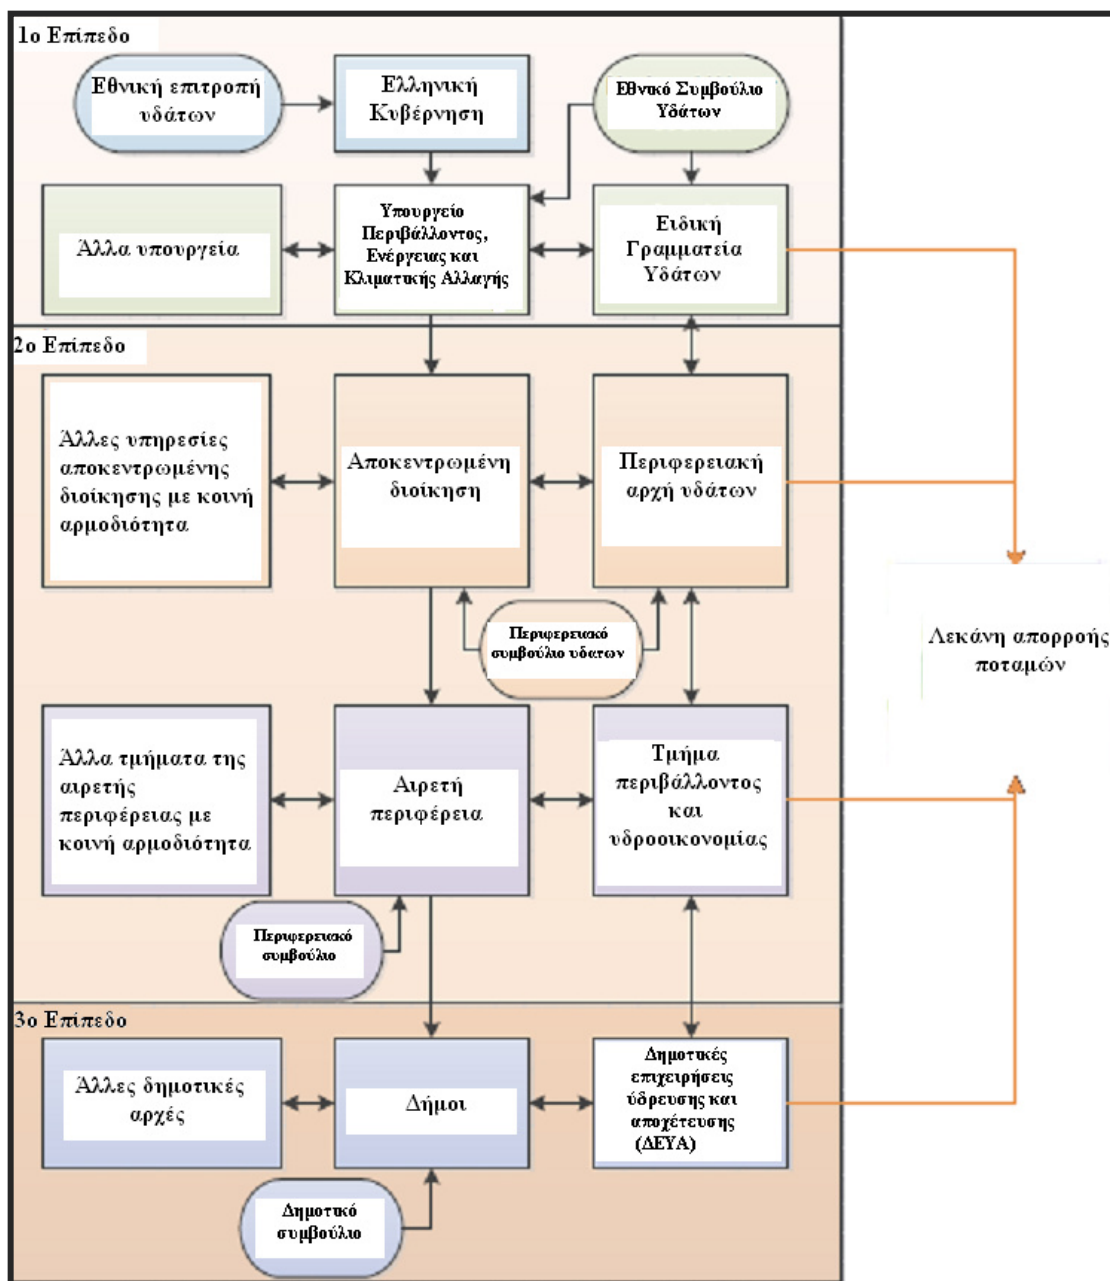 1ο Επίπεδο
Εθνική επιτροπή
υδάτων
Ελληνική
Κυβέρνηση
Εθνικό Συμβούλιο
Υδάτων
Άλλα υπουργεία
Υπουργείο
Περιβάλλοντος,
Ενέργειας και
Κλιματικής Αλλαγής
Ειδική
Γραμματεία
Υδάτων
2ο Επίπεδο
Άλλες υπηρεσίες
αποκεντρωμένης
διοίκησης με κοινή
αρμοδιότητα
Αποκεντρωμένη
διοίκηση
Περιφερειακή
αρχή υδάτων
Περιφερειακό
συμβούλιο υδατων
Λεκάνη απορροής
ποταμών
Άλλα τμήματα της
αιρετής
περιφέρειας με
κοινή αρμοδιότητα
Αιρετή
περιφέρεια
Τμήμα
περιβάλλοντος
και
υδροοικονομίας
Περιφερειακό
συμβούλιο
3ο Επίπεδο
Άλλες δημοτικές
αρχές
Δήμοι
Δημοτικές
επιχειρήσεις
ύδρευσης και
αποχέτευσης
(ΔΕΥΑ)
Δημοτικό
συμβούλιο